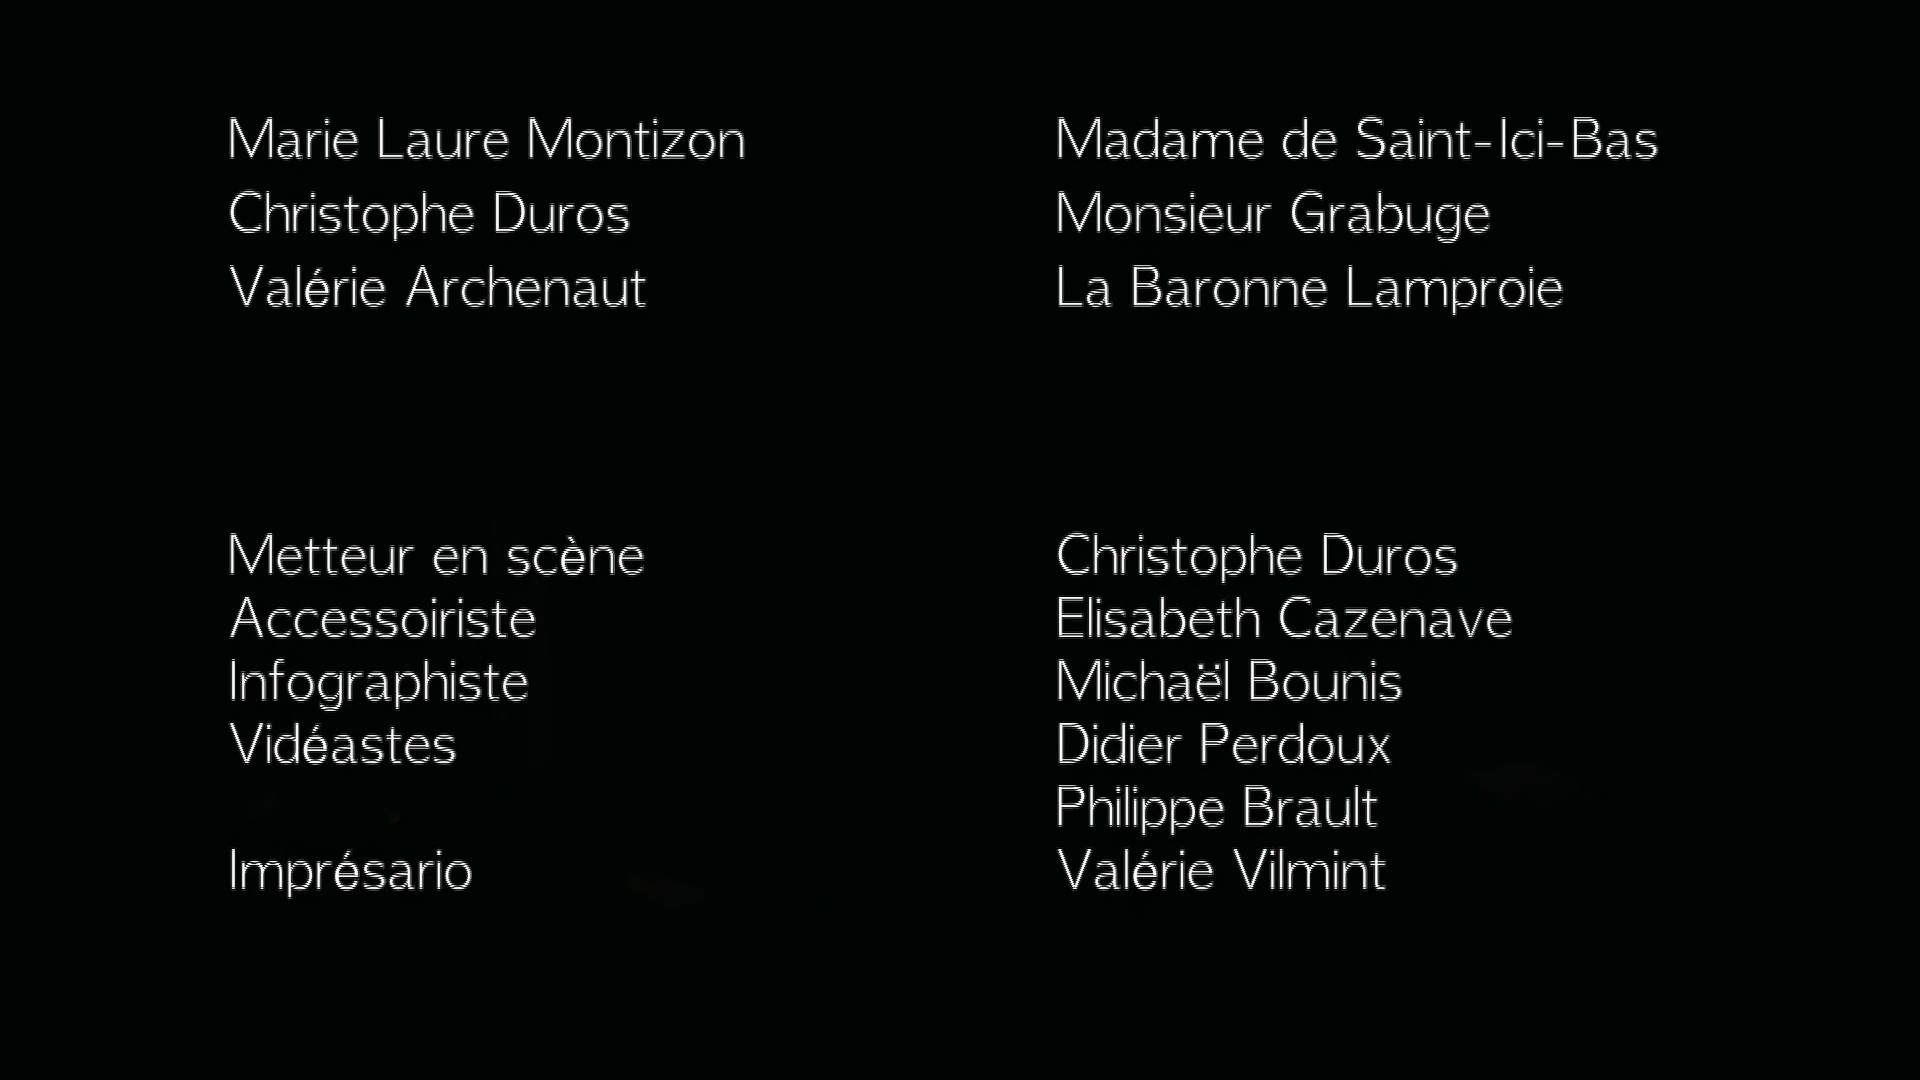 Marie Laure Montizon Madame de Saint-Ici-Bas
Christophe Duros Monsieur Grabuge
Valérie Archenaut La Baronne Lamproie
Metteur en scène Christophe Duros
Accessoiriste Elisabeth Cazenave
Infographiste Michaël Bounis
Vidéastes Didier Perdoux
Philippe Brault
Imprésario Valérie Vilmint